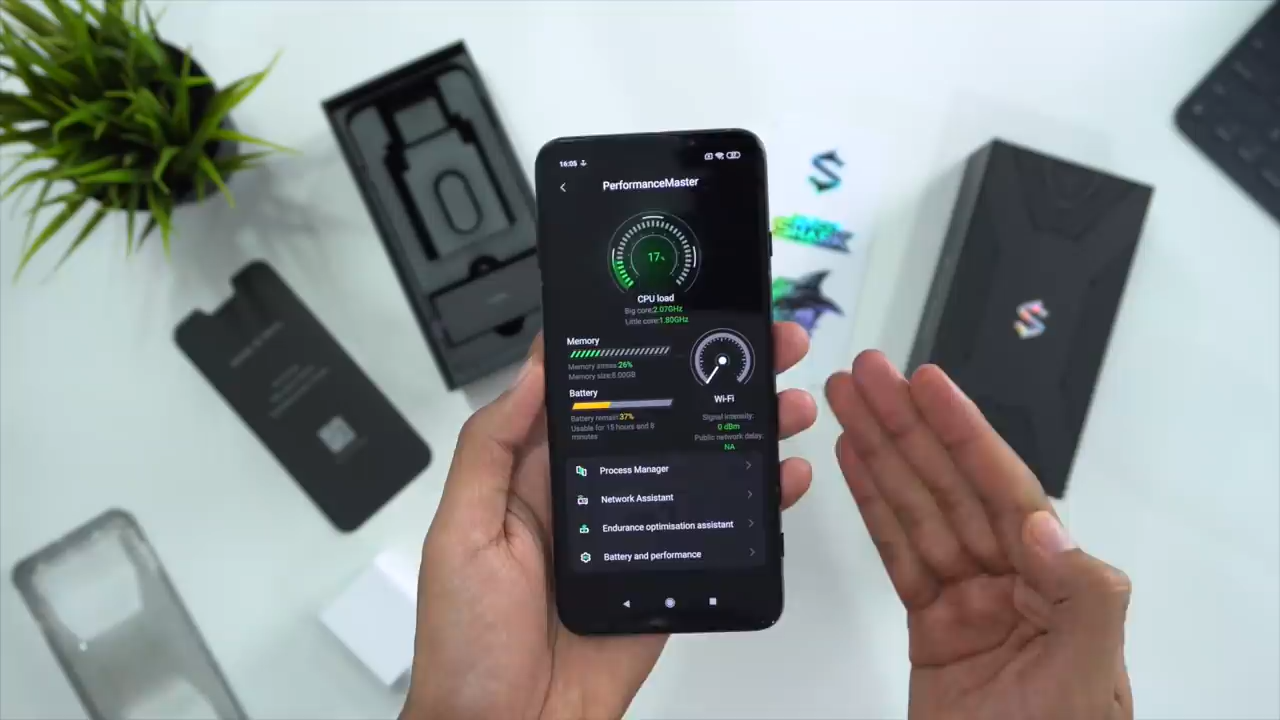 16:05
PerformanceMaster
17%
CPU load
Big core:2.07GHz
Little core:1.80GHz
Memory
Memory
26%
Memory size:8.00GB
Battery
Battery remain:37%
Usable for 15 hours and 8
minutes
Wi-Fi
Signal intensity:
0 dBm
Public network delay:
NA
Process Manager
Network Assistant
Endurance optimisation assistant
Battery and performance
SHARK